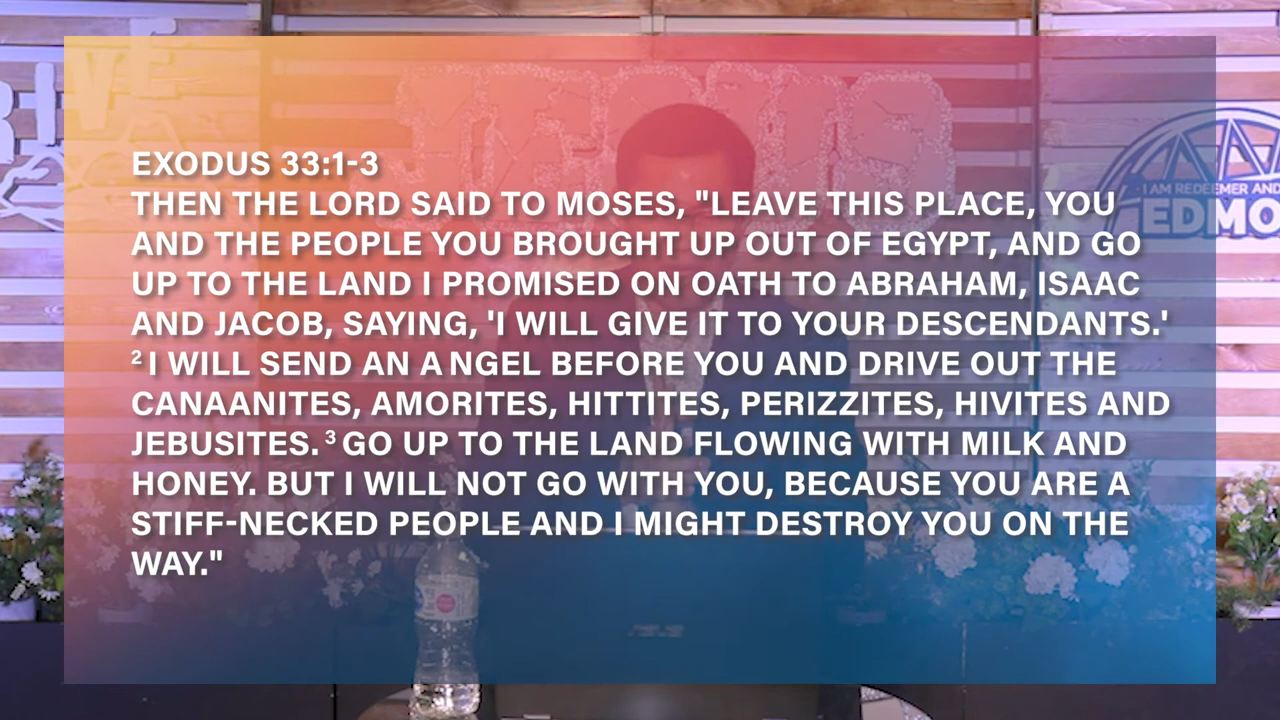 EXODUS 33:1-3
THEN THE LORD SAID TO MOSES, "LEAVE THIS PLACE, YOU
AND THE PEOPLE YOU BROUGHT UP OUT OF EGYPT, AND GO
UP TO THE LAND I PROMISED ON OATH TO ABRAHAM, ISAAC
AND JACOB, SAYING, 'I WILL GIVE IT TO YOUR DESCENDANTS.'
² I WILL SEND AN A NGEL BEFORE YOU AND DRIVE OUT THE
CANAANITES, AMORITES, HITTITES, PERIZZITES, HIVITES AND
JEBUSITES. ³ GO UP TO THE LAND FLOWING WITH MILK AND
HONEY. BUT I WILL NOT GO WITH YOU, BECAUSE YOU ARE A
STIFF-NECKED PEOPLE AND I MIGHT DESTROY YOU ON THE
WAY."
JESUS
I AM REDEEMER AND
EDMO